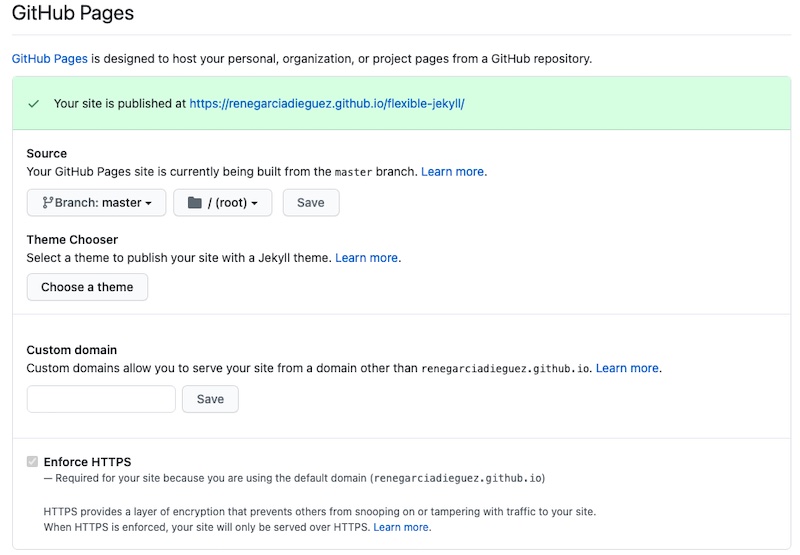 GitHub Pages
GitHub Pages is designed to host your personal, organization, or project pages from a GitHub repository.
Your site is published at https://renegarciadieguez.github.io/flexible-jekyll/
Source
Your GitHub Pages site is currently being built from the master branch. Learn more.
Branch: master / (root) Save
Theme Chooser
Select a theme to publish your site with a Jekyll theme. Learn more.
Choose a theme
Custom domain
Custom domains allow you to serve your site from a domain other than renegarciadieguez.github.io. Learn more.
Save
Enforce HTTPS
— Required for your site because you are using the default domain (renegarciadieguez.github.io)
HTTPS provides a layer of encryption that prevents others from snooping on or tampering with traffic to your site.
When HTTPS is enforced, your site will only be served over HTTPS. Learn more.